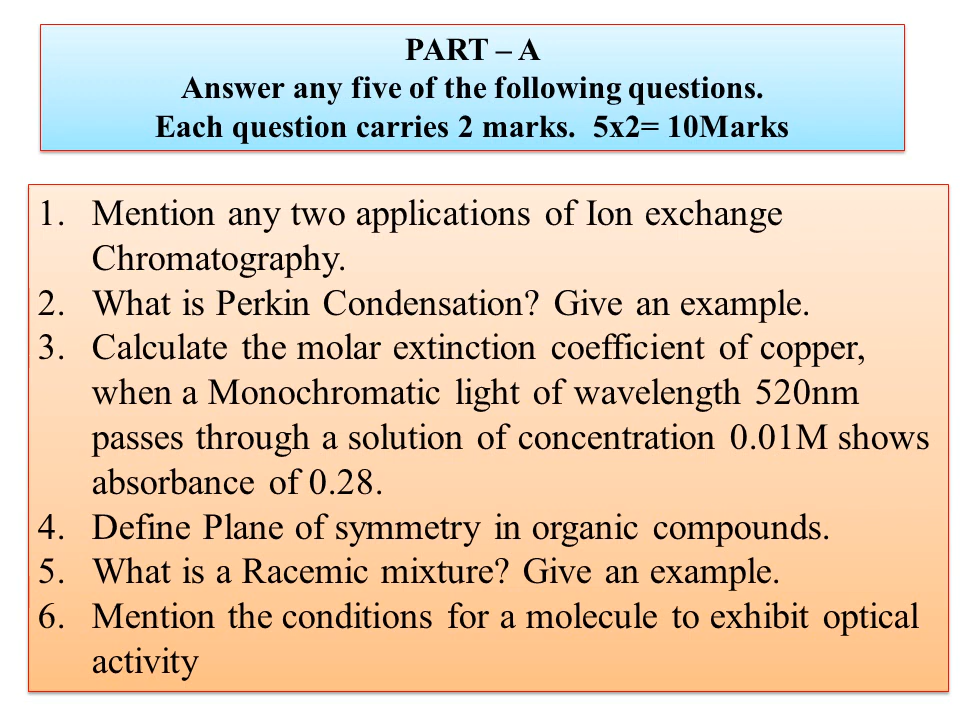 PART – A
Answer any five of the following questions.
Each question carries 2 marks.  5x2= 10Marks
1. Mention any two applications of Ion exchange
Chromatography.
2. What is Perkin Condensation? Give an example.
3. Calculate the molar extinction coefficient of copper,
when a Monochromatic light of wavelength 520nm
passes through a solution of concentration 0.01M shows
absorbance of 0.28.
4. Define Plane of symmetry in organic compounds.
5. What is a Racemic mixture? Give an example.
6. Mention the conditions for a molecule to exhibit optical
activity